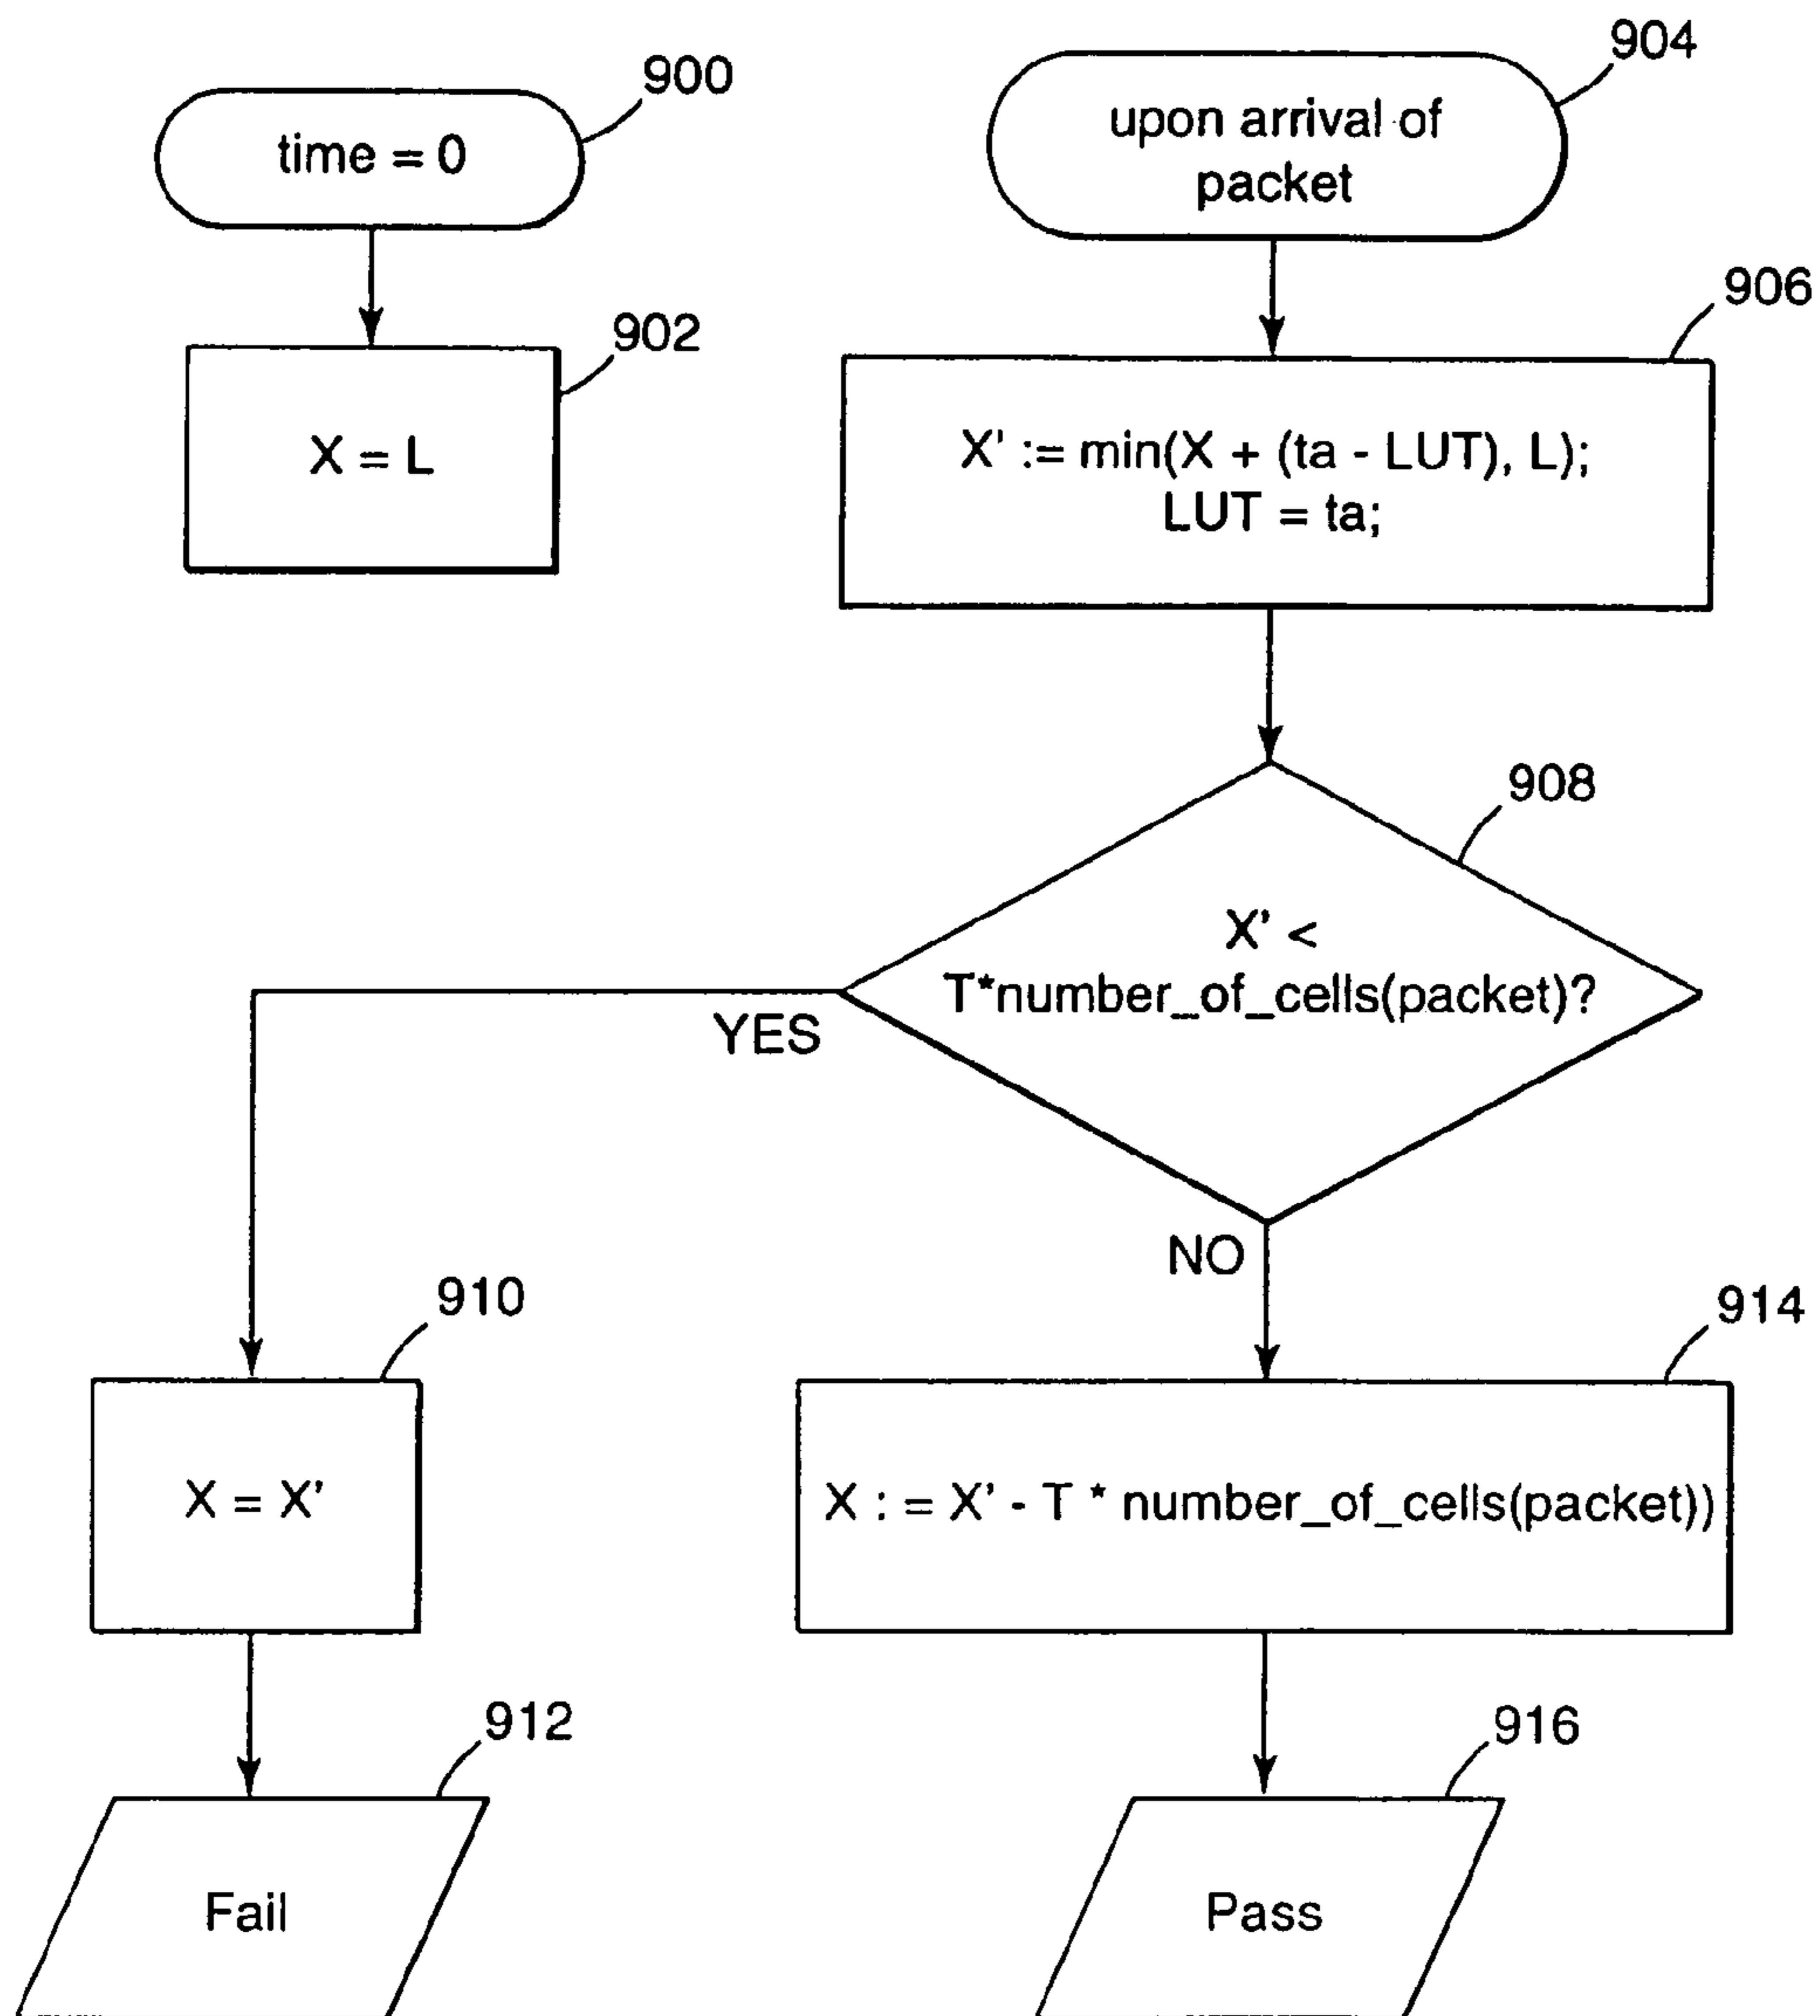 900
time = 0
902
X = L
904
upon arrival of
packet
906
X' := min(X + (ta - LUT), L);
LUT = ta;
908
X' <
T*number_of_cells(packet)?
YES
NO
910
X = X'
912
Fail
914
X : = X' - T * number_of_cells(packet))
916
Pass